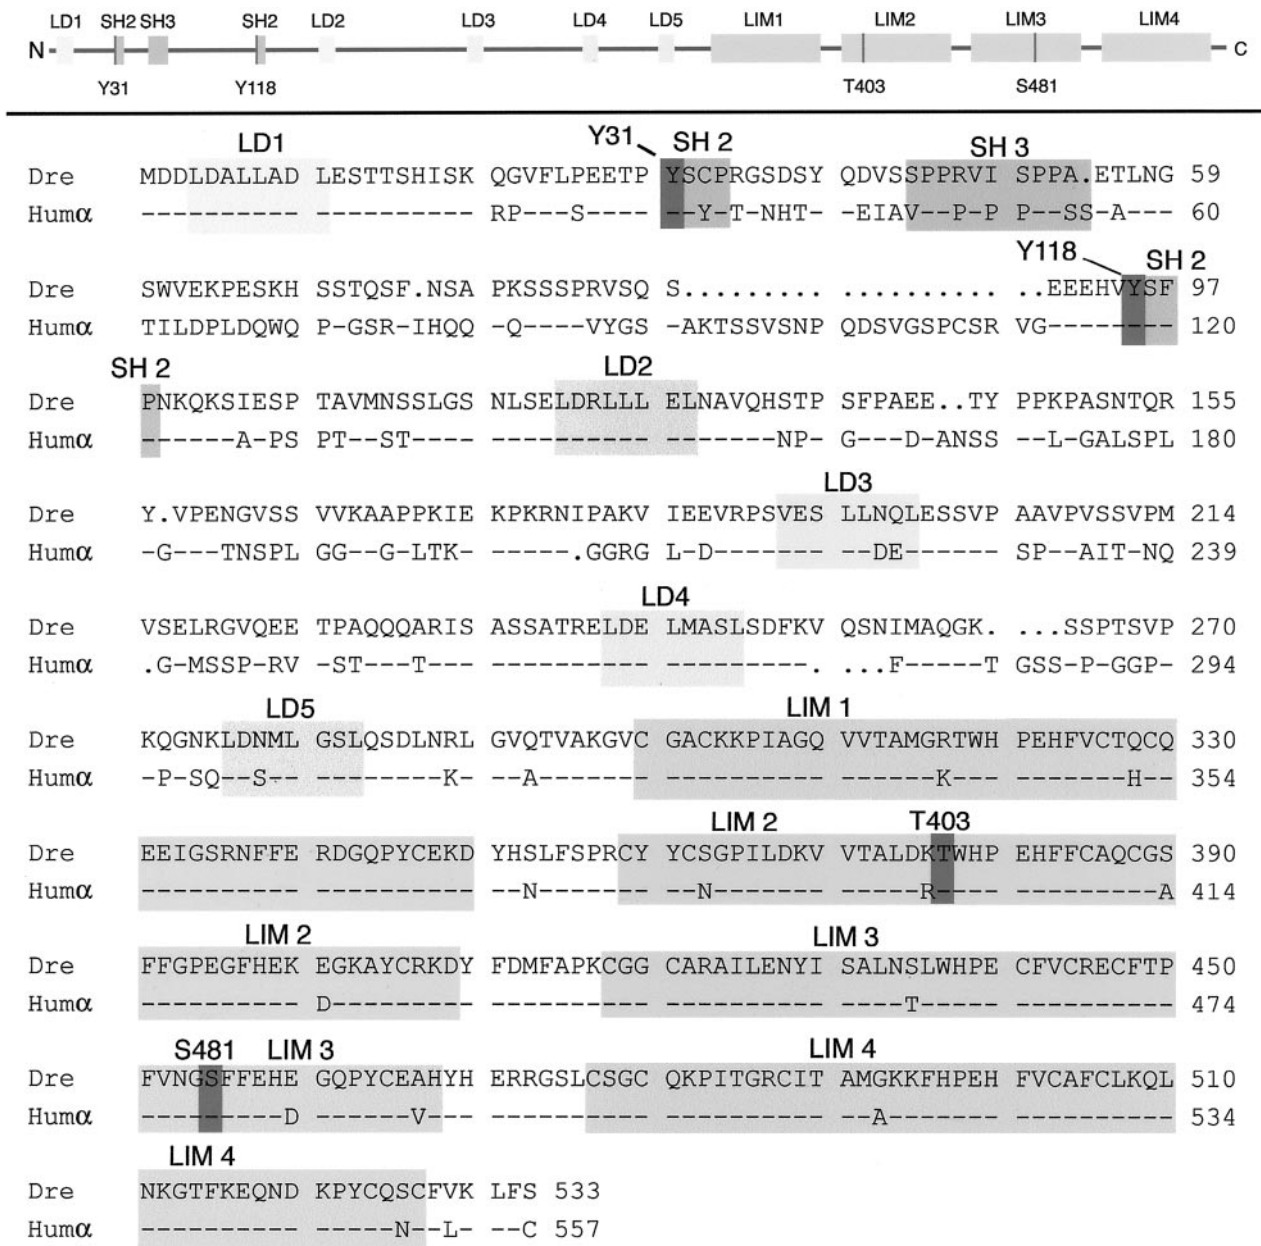 LD1 SH2 SH3 SH2 LD2 LD3 LD4 LD5 LIM1 LIM2 LIM3 LIM4
N C
Y31 Y118 T403 S481
LD1 Y31 SH 2 SH 3
Dre MDDLDALLAD LESTTSHISK QGVFLPEETP YSCPRGSDSY QDVSSPPRVI SPPA.ETLNG 59
Humα ---------- ---------- RP---S---- --Y-T-NHT- -EIAV--P-P P--SS-A--- 60
Y118 SH 2
Dre SWVEKPESKH SSTQSF.NSA PKSSSPRVSQ S......... .......... ..EEEHVYSF 97
Humα TILDPLDQWQ P-GSR-IHQQ -Q----VYGS -AKTSSVSNP QDSVGSPCSR VG-------- 120
SH 2 LD2
Dre PNKQKSIESP TAVMNSSLGS NLSELDRLLL ELNAVQHSTP SFPAEE..TY PPKPASNTQR 155
Humα ------A-PS PT--ST---- ---------- -------NP- G---D-ANSS --L-GALSPL 180
LD3
Dre Y.VPENGVSS VVKAAPPKIE KPKRNIPAKV IEEVRPSVES LLNQLESSVP AAVPVSSVPM 214
Humα -G---TNSPL GG--G-LTK- -----.GGRG L-D------- --DE------ SP--AIT-NQ 239
LD4
Dre VSELRGVQEE TPAQQQARIS ASSATRELDE LMASLSDFKV QSNIMAQGK. ...SSPTSVP 270
Humα .G-MSSP-RV -ST---T--- ---------- ---------. ...F-----T GSS-P-GGP- 294
LD5 LIM 1
Dre KQGNKLDNML GSLQSDLNRL GVQTVAKGVC GACKKPIAGQ VVTAMGRTWH PEHFVCTQCQ 330
Humα -P-SQ--S-- --------K- --A------- ---------- ------K--- -------H-- 354
LIM 2 T403
Dre EEIGSRNFFE RDGQPYCEKD YHSLFSPRCY YCSGPILDKV VTALDKTWHP EHFFCAQCGS 390
Humα ---------- ---------- --N------- --N------- -----R---- ---------A 414
LIM 2 LIM 3
Dre FFGPEGFHEK EGKAYCRKDY FDMFAPKCGG CARAILENYI SALNSLWHPE CFVCRECFTP 450
Humα ---------- D--------- ---------- ---------- ----T----- ---------- 474
S481 LIM 3 LIM 4
Dre FVNGSFFEHE GQPYCEAHYH ERRGSLCSGC QKPITGRCIT AMGKKFHPEH FVCAFCLKQL 510
Humα ---------D ------V--- ---------- ---------- --A------- ---------- 534
LIM 4
Dre NKGTFKEQND KPYCQSCFVK LFS 533
Humα ---------- -----N--L- --C 557